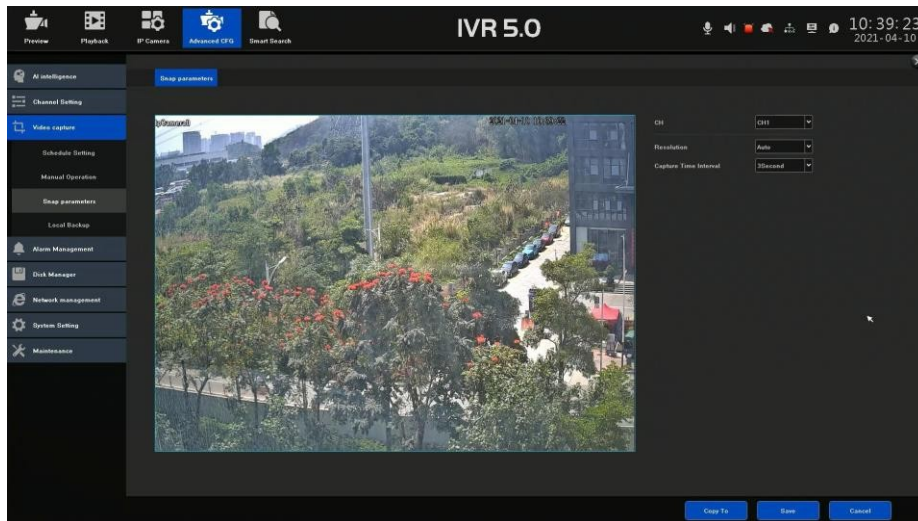 IVR 5.0
10:39:23
2021-04-10
Preview
Playback
IP Camera
Advanced CFG
Smart Search
AI intelligence
Channel Setting
Video capture
Schedule Setting
Manual Operation
Snap parameters
Local Backup
Alarm Management
Disk Manager
Network management
System Setting
Maintenance
Snap parameters
CH
CH1
Resolution
Auto
Capture Time Interval
3Second
Copy To
Save
Cancel